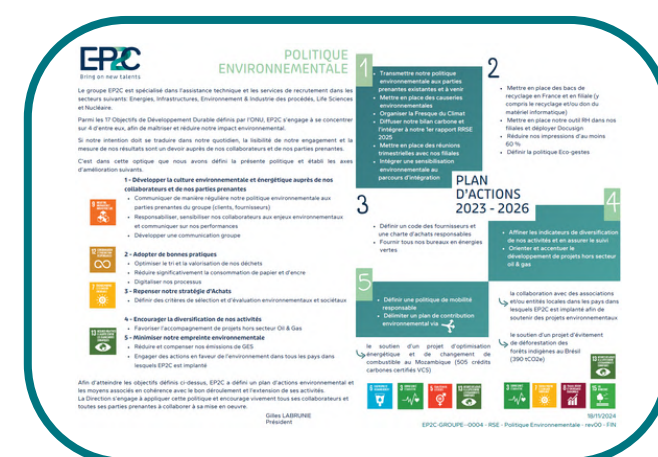 EP2C
Bring on new talents
POLITIQUE
ENVIRONNEMENTALE
Le groupe EP2C est spécialisé dans l'assistance technique et les services de recrutement dans les
secteurs suivants: Energies, Infrastructures, Environnement & Industrie des procédés, Life Sciences
et Nucléaire.
Parmi les 17 Objectifs de Développement Durable définis par l'ONU, EP2C s'engage à se concentrer
sur 4 d'entre eux, afin de maîtriser et réduire notre impact environnemental.
Si notre intention doit se traduire dans notre quotidien, la lisibilité de notre engagement et la
mesure de nos résultats sont un devoir auprès de nos collaborateurs et de nos parties prenantes.
C'est dans cette optique que nous avons défini la présente politique et établi les axes
d'amélioration suivants.
1 - Développer la culture environnementale et énergétique auprès de nos
collaborateurs et de nos parties prenantes
• Communiquer de manière régulière notre politique environnementale aux
parties prenantes du groupe (clients, fournisseurs)
• Responsabiliser, sensibiliser nos collaborateurs aux enjeux environnementaux
et communiquer sur nos performances
• Développer une communication groupe
2 - Adopter de bonnes pratiques
• Optimiser le tri et la valorisation de nos déchets
• Réduire significativement la consommation de papier et d'encre
• Digitaliser nos processus
3 - Repenser notre stratégie d'Achats
• Définir des critères de sélection et d'évaluation environnementaux et sociétaux
4 - Encourager la diversification de nos activités
• Favoriser l'accompagnement de projets hors secteur Oil & Gas
5 - Minimiser notre empreinte environnementale
• Réduire et compenser nos émissions de GES
• Engager des actions en faveur de l'environnement dans tous les pays dans
lesquels EP2C est implanté
Afin d'atteindre les objectifs définis ci-dessus, EP2C a défini un plan d'actions environnemental et
les moyens associés en cohérence avec le bon déroulement et l'extension de ses activités.
La Direction s'engage à appliquer cette politique et encourage vivement tous ses collaborateurs et
toutes ses parties prenantes à collaborer à sa mise en oeuvre.
Gilles LABRUNIE
Président
1
• Transmettre notre politique
environnementale aux parties
prenantes existantes et à venir
• Mettre en place des causeries
environnementales
• Organiser la Fresque du Climat
• Diffuser notre bilan carbone et
l'intégrer à notre 1er rapport RRSE
2025
• Mettre en place des réunions
trimestrielles avec nos filiales
• Intégrer une sensibilisation
environnementale au
parcours d'intégration
2
• Mettre en place des bacs de
recyclage en France et en filiale (y
compris le recyclage et/ou don du
matériel informatique)
• Mettre en place notre outil RH dans nos
filiales et déployer Docusign
• Réduire nos impressions d'au moins
60 %
• Définir la politique Eco-gestes
PLAN
D'ACTIONS
2023 - 2026
3
• Définir un code des fournisseurs et
une charte d'achats responsables
• Fournir tous nos bureaux en énergies
vertes
4
• Affiner les indicateurs de diversification
de nos activités et en assurer le suivi
• Orienter et accentuer le
développement de projets hors secteur
oil & gas
5
• Définir une politique de mobilité
responsable
• Délimiter un plan de contribution
environnemental via
la collaboration avec des associations
et/ou entités locales dans les pays dans
lesquels EP2C est implanté afin de
soutenir des projets environnementaux
le soutien d'un projet d'évitement
de déforestation des
forêts indigènes au Brésil
(390 tCO2e)
le soutien d'un projet d'optimisation
énergétique et de changement de
combustible au Mozambique (505 crédits
carbones certifiés VCS)
18/11/2024
EP2C-GROUPE -0004 - RSE - Politique Environnementale - rev00 - FIN